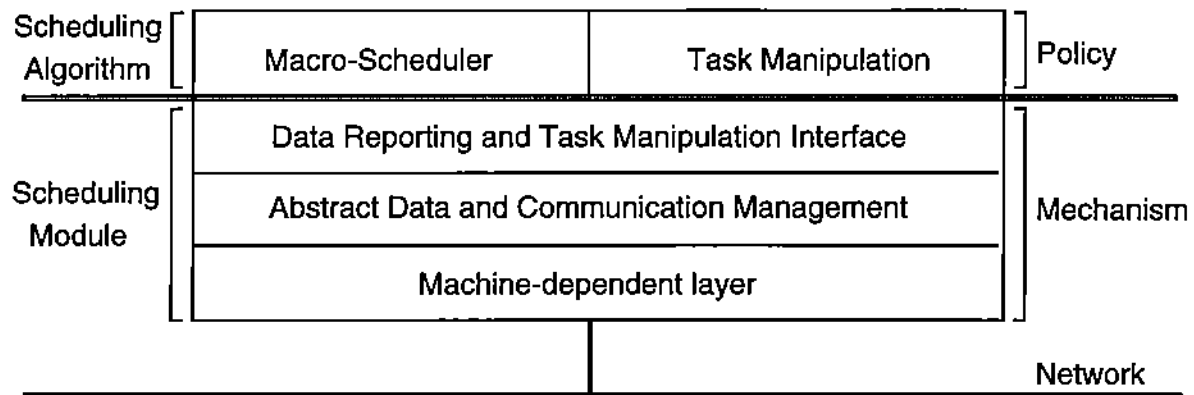 Scheduling
Algorithm
Macro-Scheduler
Task Manipulation
Policy
Data Reporting and Task Manipulation Interface
Scheduling
Module
Abstract Data and Communication Management
Mechanism
Machine-dependent layer
Network